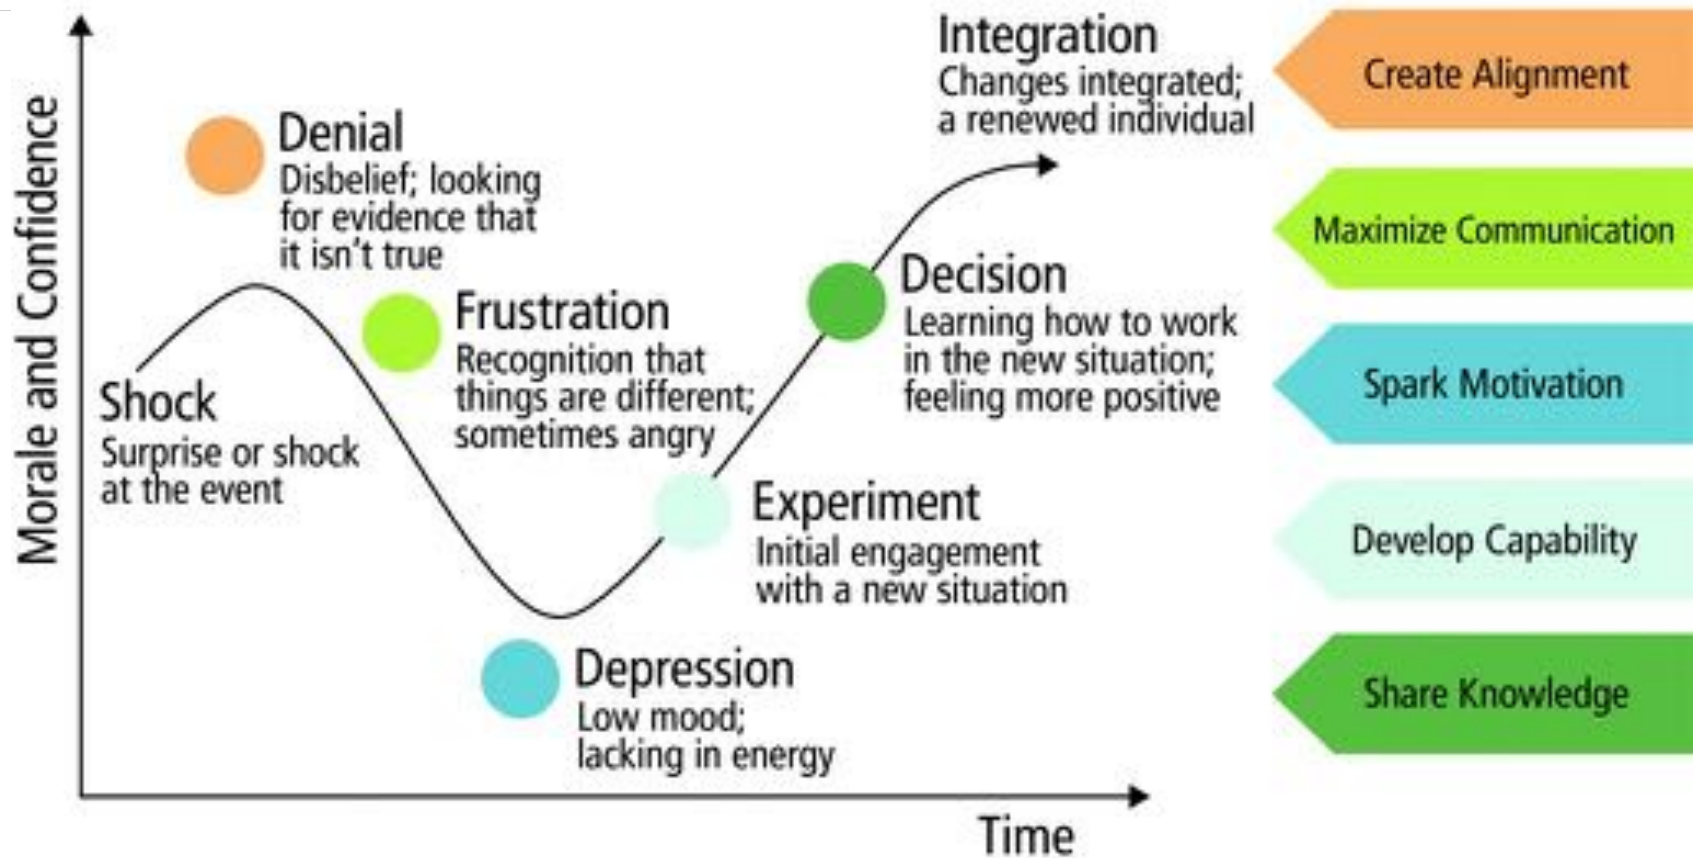 Morale and Confidence
Denial
Disbelief; looking
for evidence that
it isn't true
Shock
Surprise or shock
at the event
Frustration
Recognition that
things are different;
sometimes angry
Depression
Low mood;
lacking in energy
Experiment
Initial engagement
with a new situation
Decision
Learning how to work
in the new situation;
feeling more positive
Integration
Changes integrated;
a renewed individual
Time
Create Alignment
Maximize Communication
Spark Motivation
Develop Capability
Share Knowledge